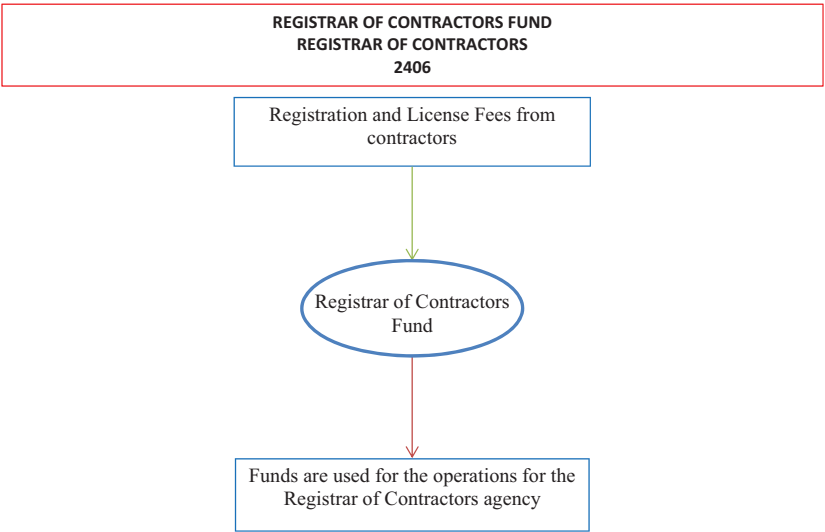 REGISTRAR OF CONTRACTORS FUND
REGISTRAR OF CONTRACTORS
2406
Registration and License Fees from
contractors
Registrar of Contractors
Fund
Funds are used for the operations for the
Registrar of Contractors agency